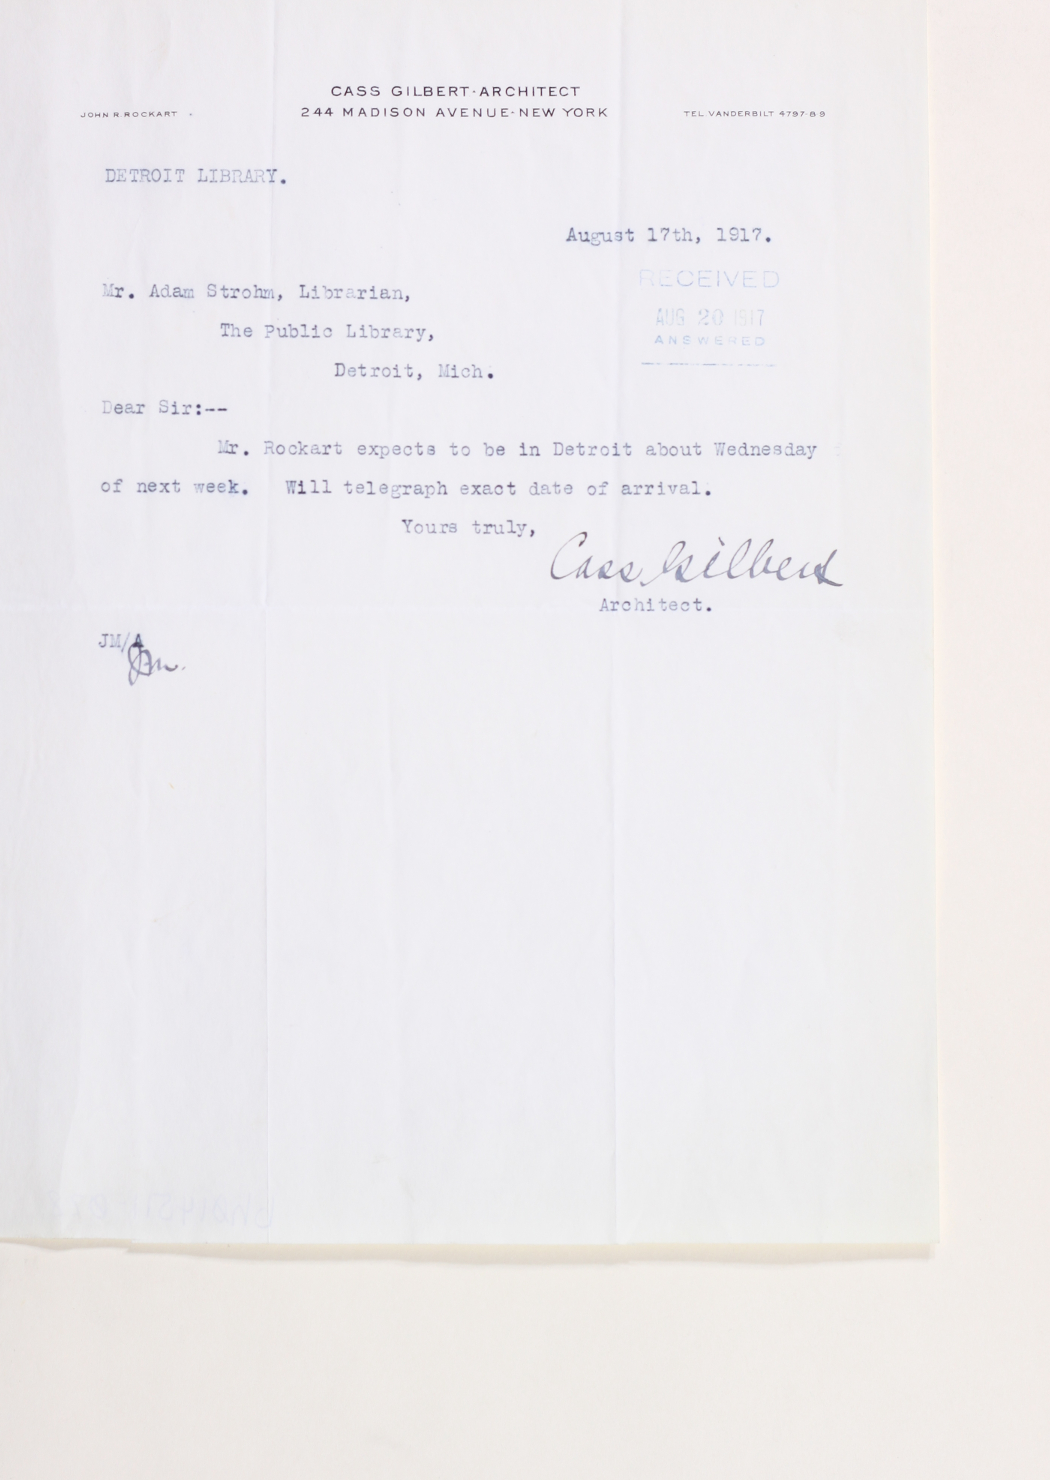 CASS GILBERT·ARCHITECT
JOHN R. ROCKART
244 MADISON AVENUE·NEW YORK
TEL. VANDERBILT 4797-8-9
DETROIT LIBRARY.
August 17th, 1917.
RECEIVED
AUG 20 1917
ANSWERED
Mr. Adam Strohm, Librarian,
The Public Library,
Detroit, Mich.
Dear Sir:--
Mr. Rockart expects to be in Detroit about Wednesday
of next week. Will telegraph exact date of arrival.
Yours truly,
Cass Gilbert
Architect.
JM/A